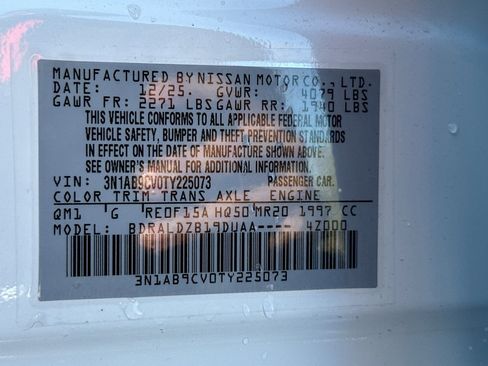 MANUFACTURED BY NISSAN MOTOR CO., LTD.
DATE: 12/25. GVWR: 4079 LBS
GAWR FR: 2271 LBS GAWR RR: 1940 LBS
THIS VEHICLE CONFORMS TO ALL APPLICABLE FEDERAL MOTOR
VEHICLE SAFETY, BUMPER AND THEFT PREVENTION STANDARDS
IN EFFECT ON THE DATE OF MANUFACTURE SHOWN ABOVE.
SEE OWNER'S MANUAL FOR ADDITIONAL INFORMATION.
VIN: 3N1AB9CV0TY225073 PASSENGER CAR.
COLOR TRIM TRANS AXLE ENGINE
QM1 G RE0F15A HQ50 MR20 1997 CC
MODEL: BDRALDZB19DUAA---- 4Z000
3N1AB9CV0TY225073